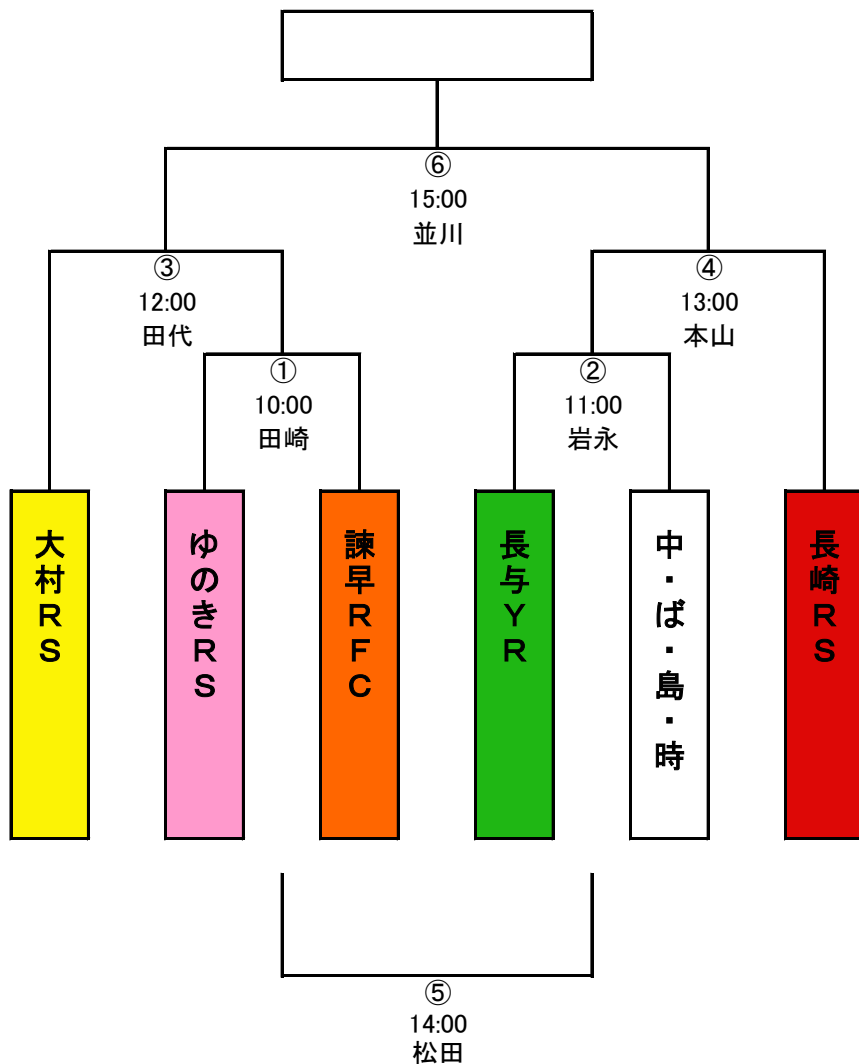 ⑥
15:00
並川
③
12:00
田代
④
13:00
本山
①
10:00
田崎
②
11:00
岩永
大村RS
ゆのきRS
諫早RFC
長与YR
中・ば・島・時
長崎RS
⑤
14:00
松田